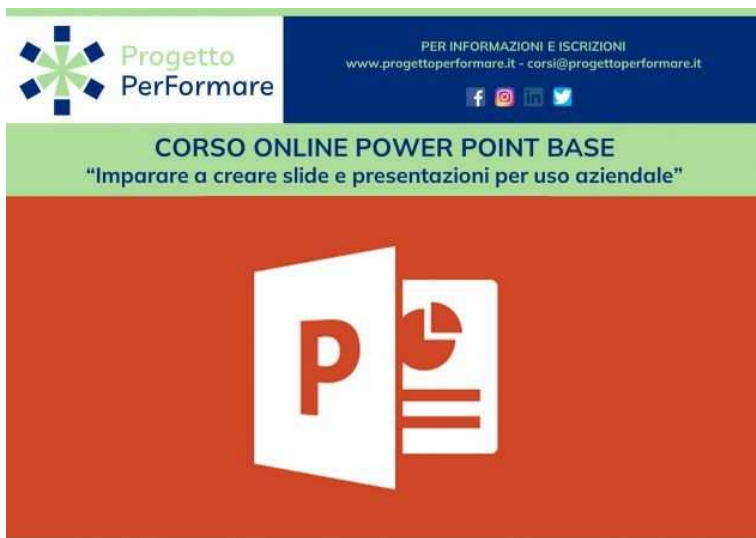 Progetto
PerFormare
PER INFORMAZIONI E ISCRIZIONI
www.progettoperformare.it - corsi@progettoperformare.it
CORSO ONLINE POWER POINT BASE
“Imparare a creare slide e presentazioni per uso aziendale”
P